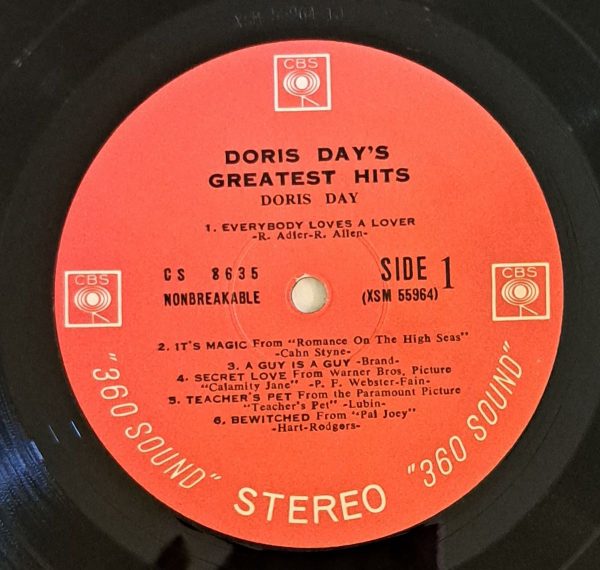 CBS
DORIS DAY'S
GREATEST HITS
DORIS DAY
1. EVERYBODY LOVES A LOVER
-R. Adler-R. Allen-
CS 8635
NONBREAKABLE
SIDE 1
(XSM 55964)
CBS
CBS
2. IT'S MAGIC From "Romance On The High Seas"
-Cahn Styne-
3. A GUY IS A GUY -Brand-
4. SECRET LOVE From Warner Bros. Picture
"Calamity Jane" -P. F. Webster-Fain-
5. TEACHER'S PET From the Paramount Picture
"Teacher's Pet" -Lubin-
6. BEWITCHED From "Pal Joey"
-Hart-Rodgers-
"360 SOUND"
STEREO
"360 SOUND"